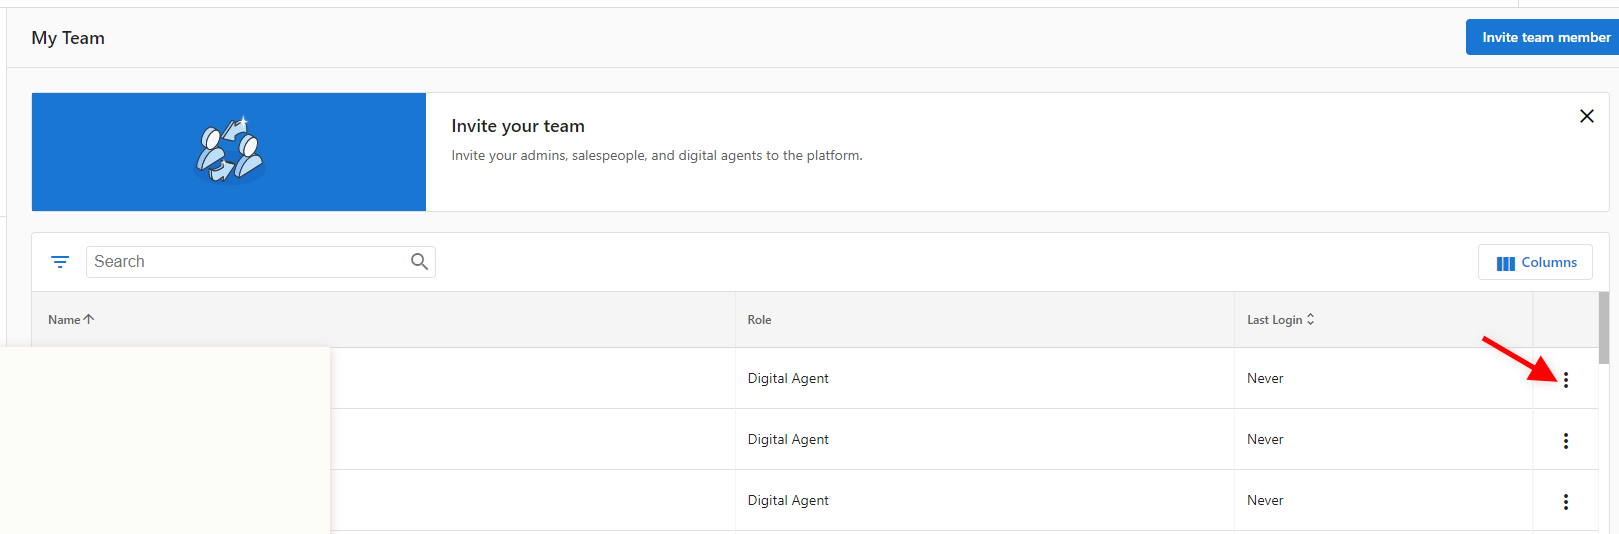 My Team
Invite team member
Invite your team
Invite your admins, salespeople, and digital agents to the platform.
Search
Columns
Name Role Last Login
Digital Agent Never
Digital Agent Never
Digital Agent Never